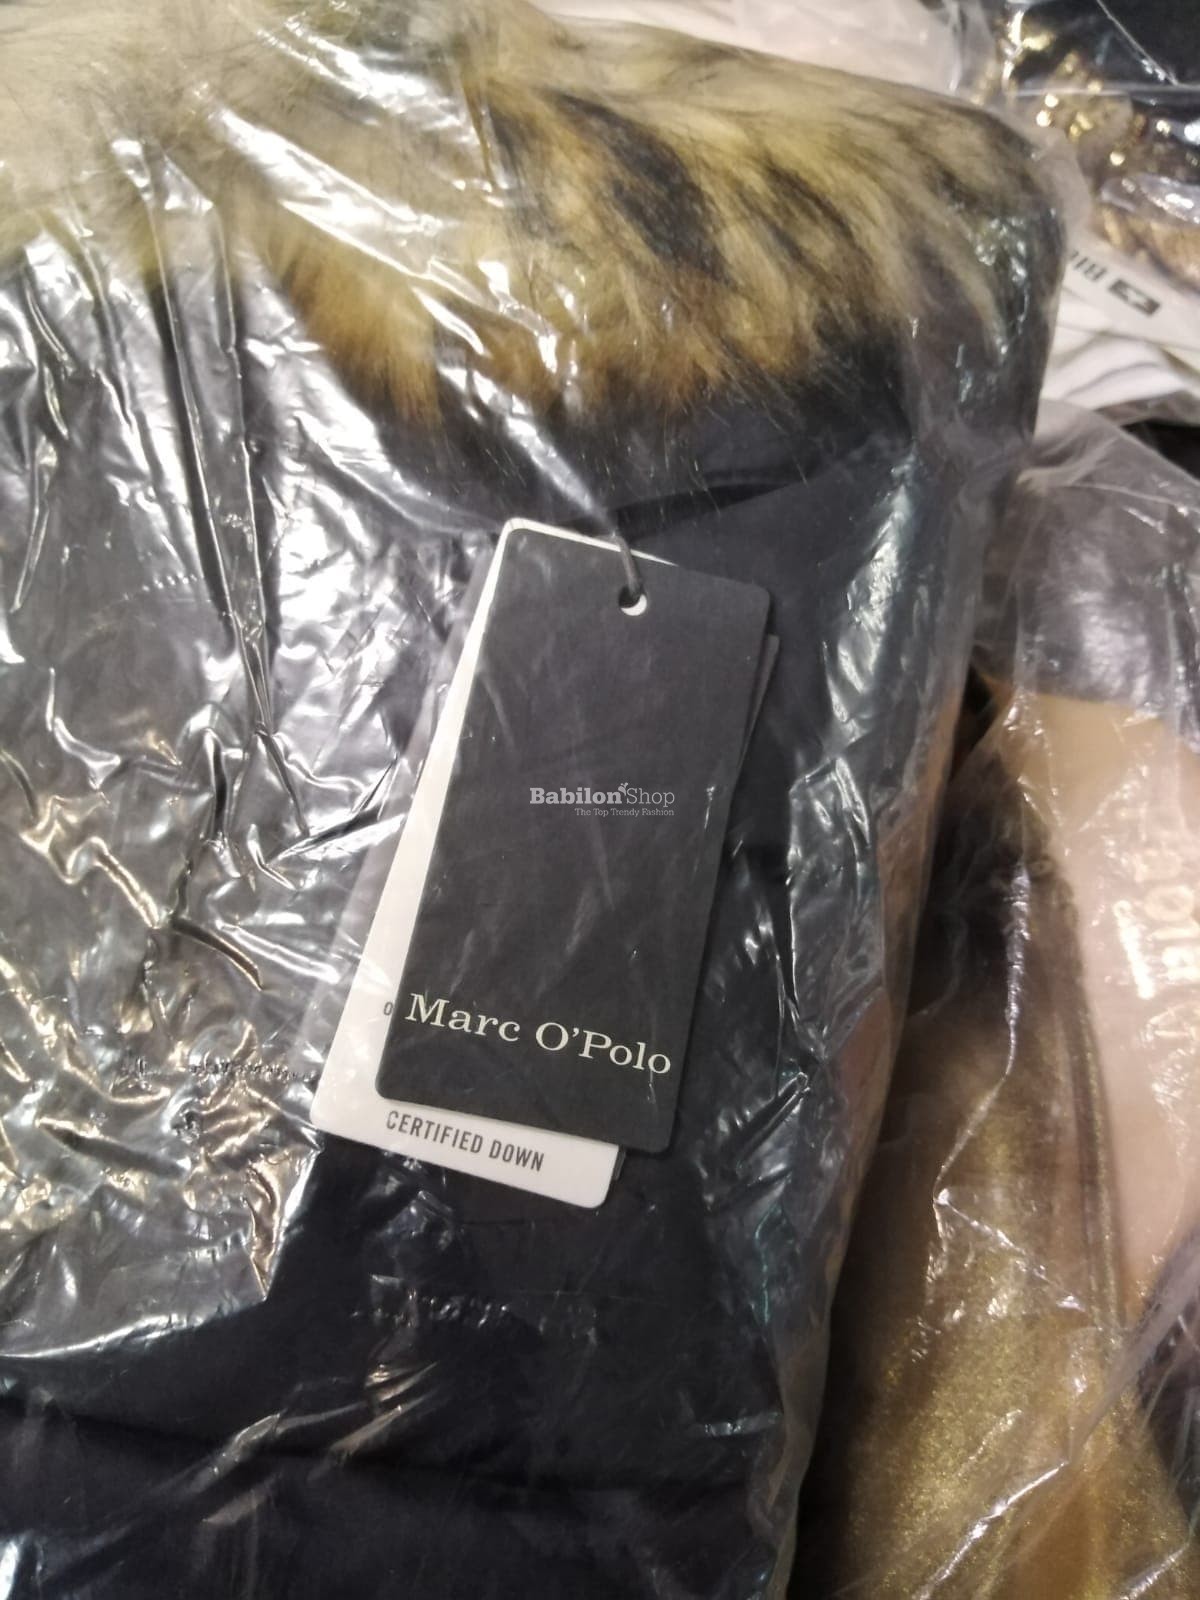 Babilon Shop
The Top Trendy Fashion
Marc O'Polo
CERTIFIED DOWN